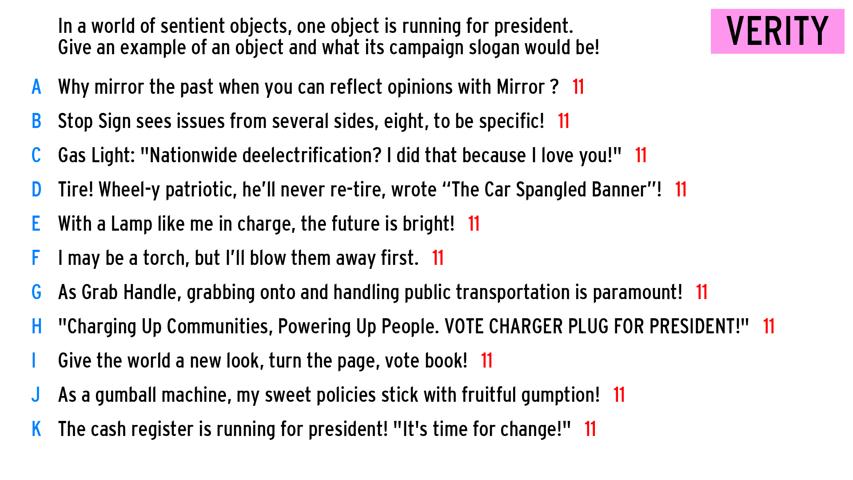 In a world of sentient objects, one object is running for president.
Give an example of an object and what its campaign slogan would be!
VERITY
A Why mirror the past when you can reflect opinions with Mirror ? 11
B Stop Sign sees issues from several sides, eight, to be specific! 11
C Gas Light: "Nationwide deelectrification? I did that because I love you!" 11
D Tire! Wheel-y patriotic, he’ll never re-tire, wrote “The Car Spangled Banner”! 11
E With a Lamp like me in charge, the future is bright! 11
F I may be a torch, but I’ll blow them away first. 11
G As Grab Handle, grabbing onto and handling public transportation is paramount! 11
H "Charging Up Communities, Powering Up People. VOTE CHARGER PLUG FOR PRESIDENT!" 11
I Give the world a new look, turn the page, vote book! 11
J As a gumball machine, my sweet policies stick with fruitful gumption! 11
K The cash register is running for president! "It's time for change!" 11